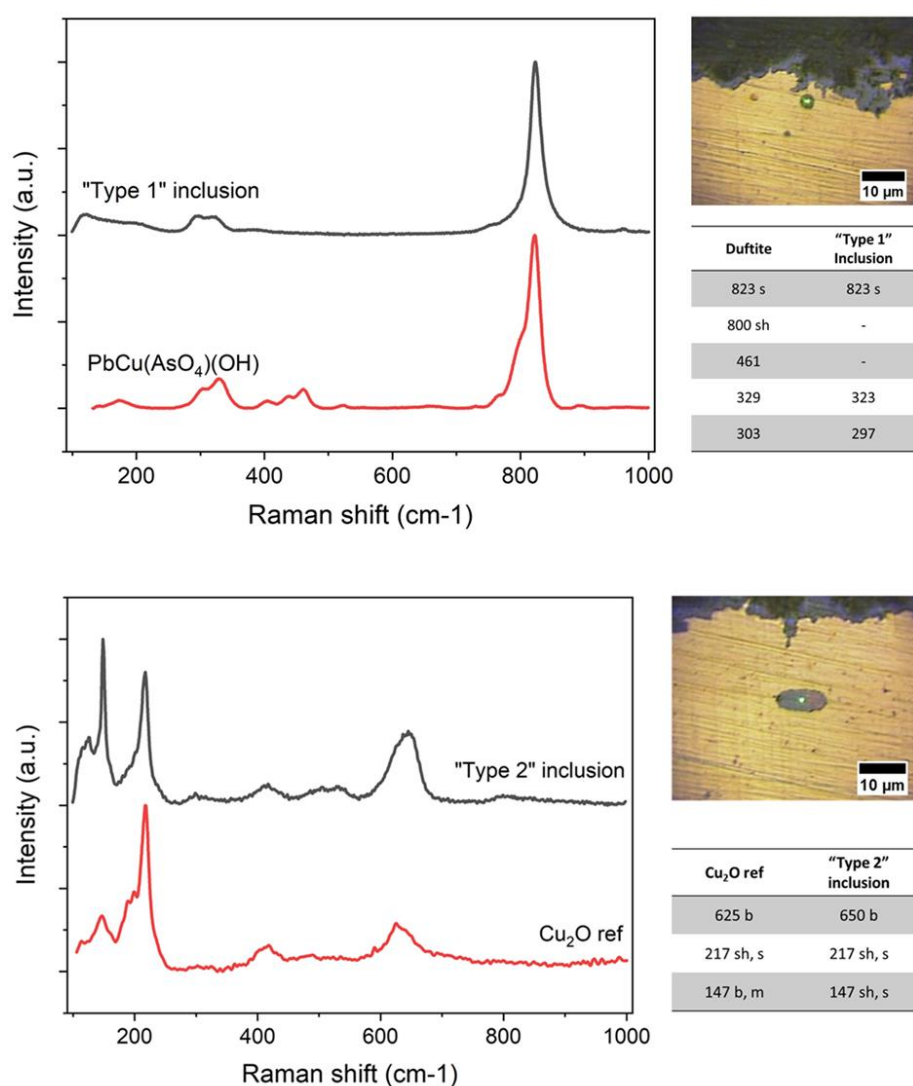 Intensity (a.u.)
"Type 1" inclusion
PbCu(AsO₄)(OH)
200 400 600 800 1000
Raman shift (cm-1)
10 µm
Duftite “Type 1” Inclusion
823 s 823 s
800 sh -
461 -
329 323
303 297
Intensity (a.u.)
"Type 2" inclusion
Cu₂O ref
200 400 600 800 1000
Raman shift (cm-1)
10 µm
Cu₂O ref “Type 2” inclusion
625 b 650 b
217 sh, s 217 sh, s
147 b, m 147 sh, s